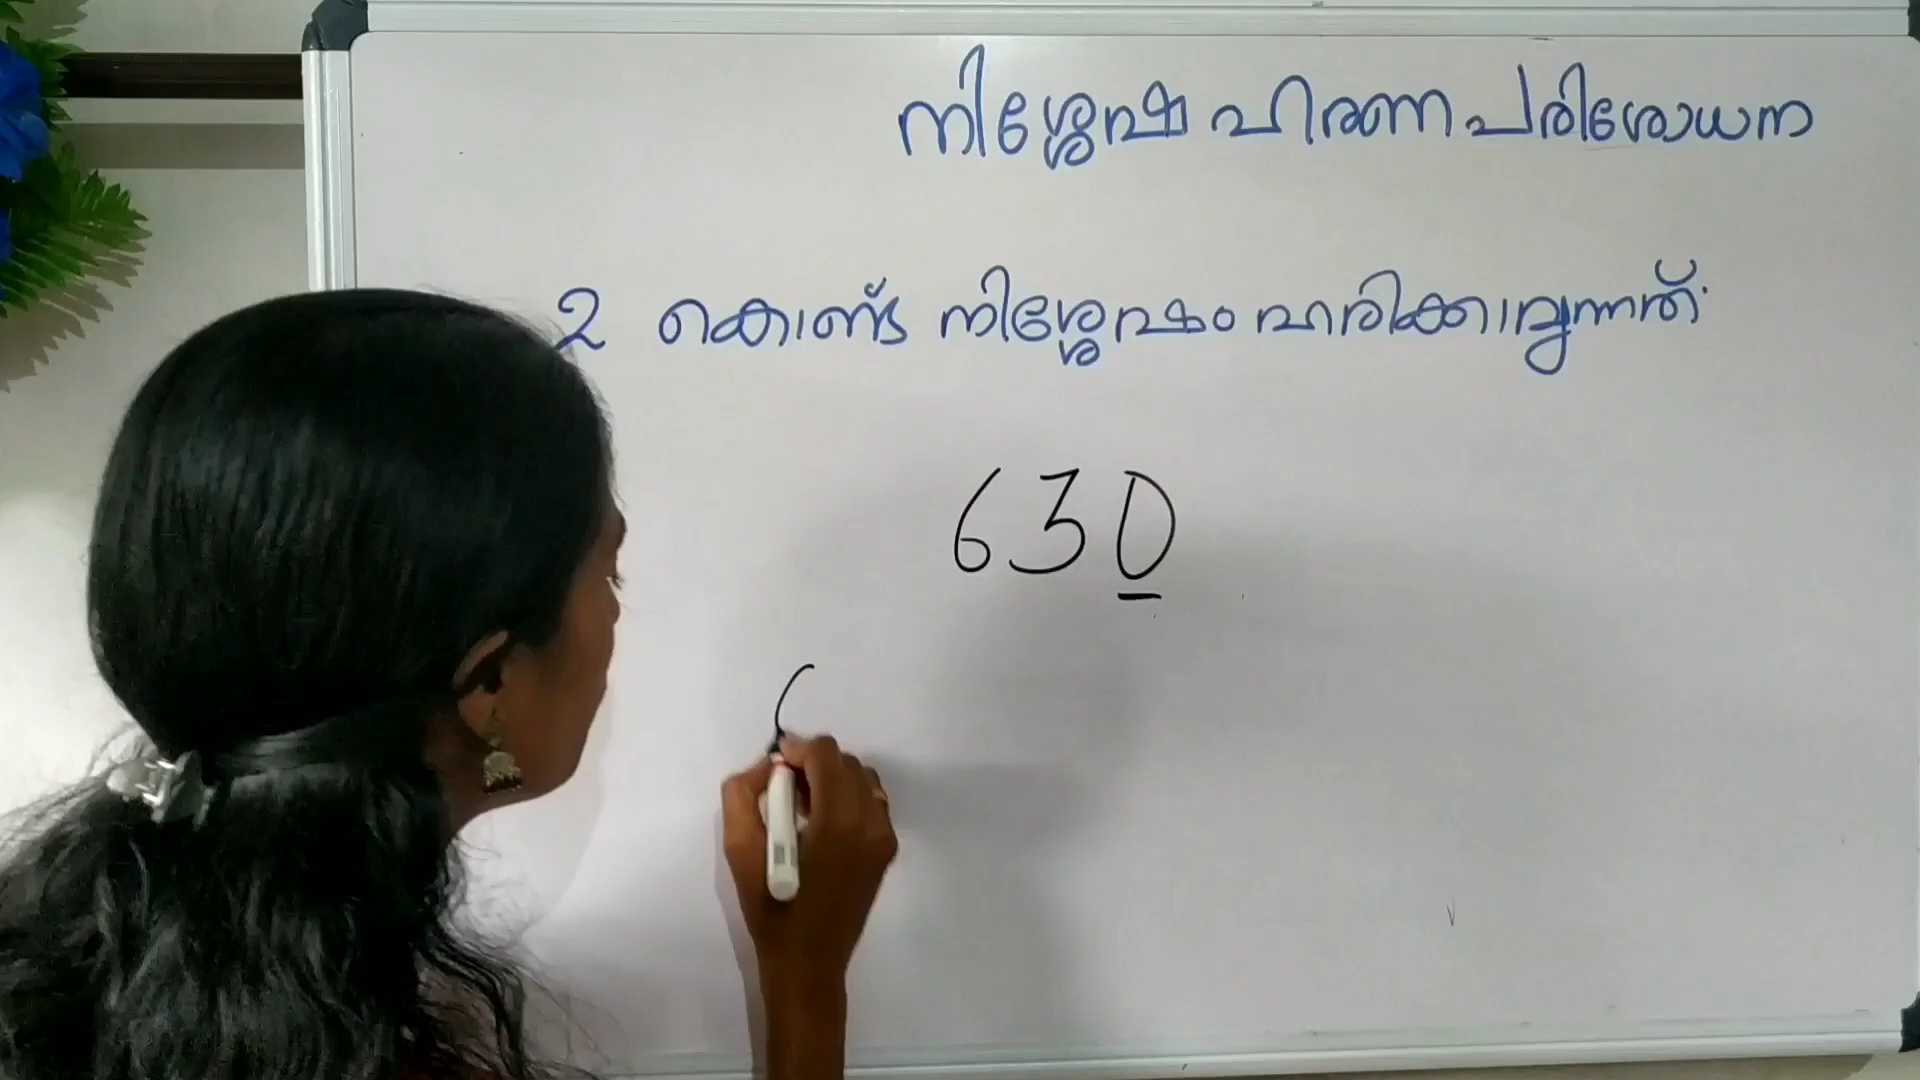 നിശ്ശേഷ ഹരണ പരിശോധന
2 കൊണ്ട് നിശ്ശേഷം ഹരിക്കാവുന്നത്
630